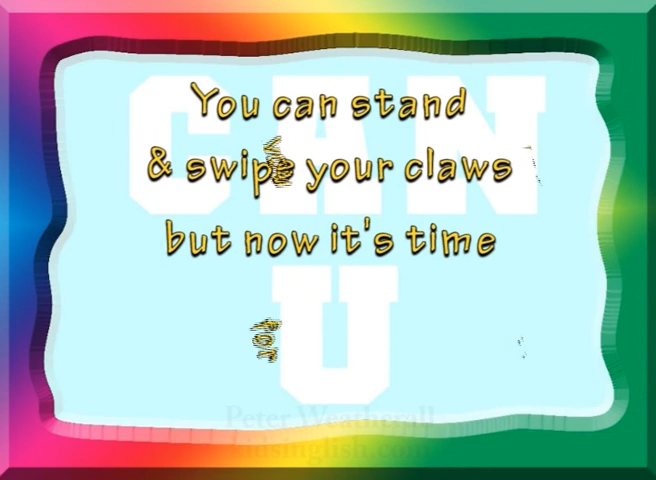 CAN
You can stand
& swipe your claws
but now it's time
for
U
Peter Weatherall